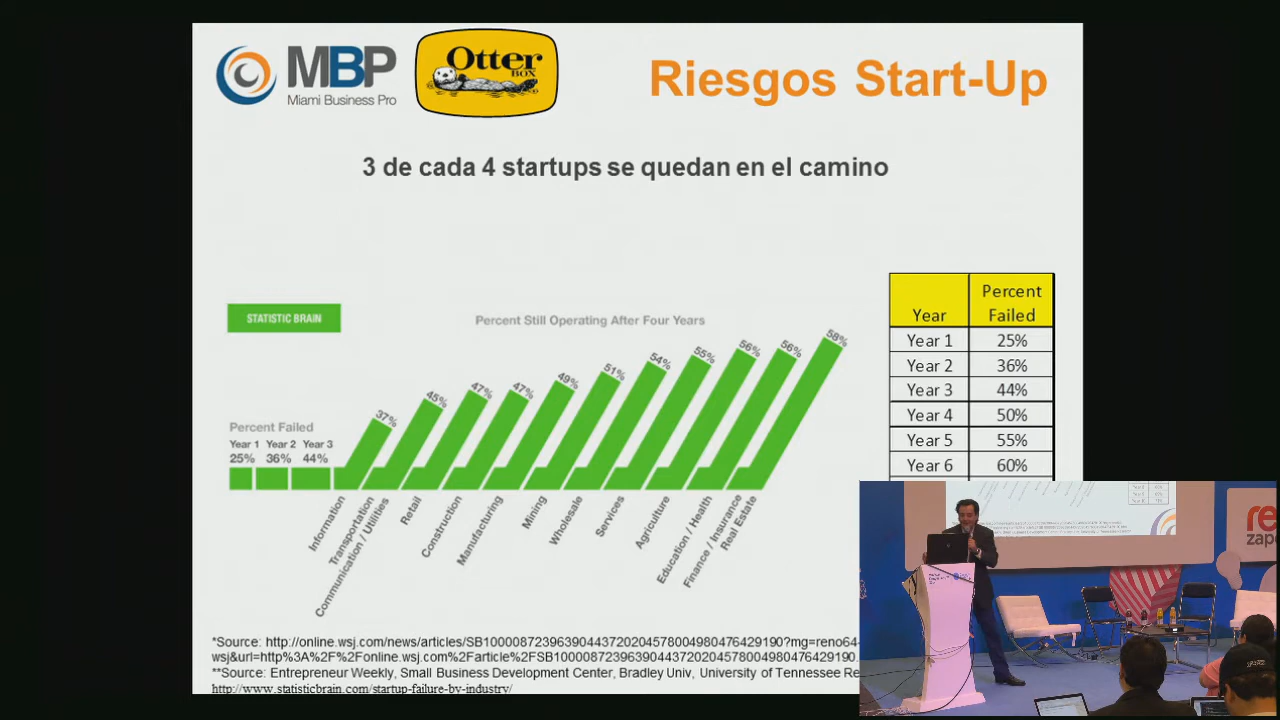 MBP
Miami Business Pro
Otter
BOX
Riesgos Start-Up
3 de cada 4 startups se quedan en el camino
STATISTIC BRAIN
Percent Still Operating After Four Years
Percent Failed
Year 1 Year 2 Year 3
25% 36% 44%
37%
45%
47%
47%
49%
51%
54%
55%
56%
56%
58%
Information
Transportation
Communication / Utilities
Retail
Construction
Manufacturing
Mining
Wholesale
Services
Agriculture
Education / Health
Finance / Insurance
Real Estate
Year Percent Failed
Year 1 25%
Year 2 36%
Year 3 44%
Year 4 50%
Year 5 55%
Year 6 60%
*Source: http://online.wsj.com/news/articles/SB10000872396390443720204578004980476429190?mg=reno64-
wsj&url=http%3A%2F%2Fonline.wsj.com%2Farticle%2FSB10000872396390443720204578004980476429190.
**Source: Entrepreneur Weekly, Small Business Development Center, Bradley Univ, University of Tennessee Re
http://www.statisticbrain.com/startup-failure-by-industry/
re
zapo